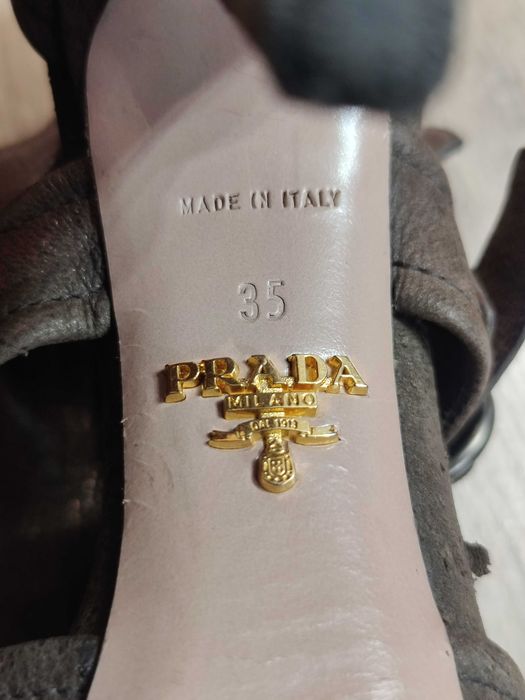 MADE IN ITALY
35
PRADA
MILANO
DAL 1913